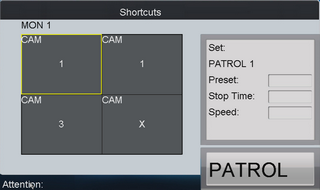 Shortcuts
MON 1
CAM CAM
1 1
CAM CAM
3 X
Set:
PATROL 1
Preset:
Stop Time:
Speed:
PATROL
Attention: